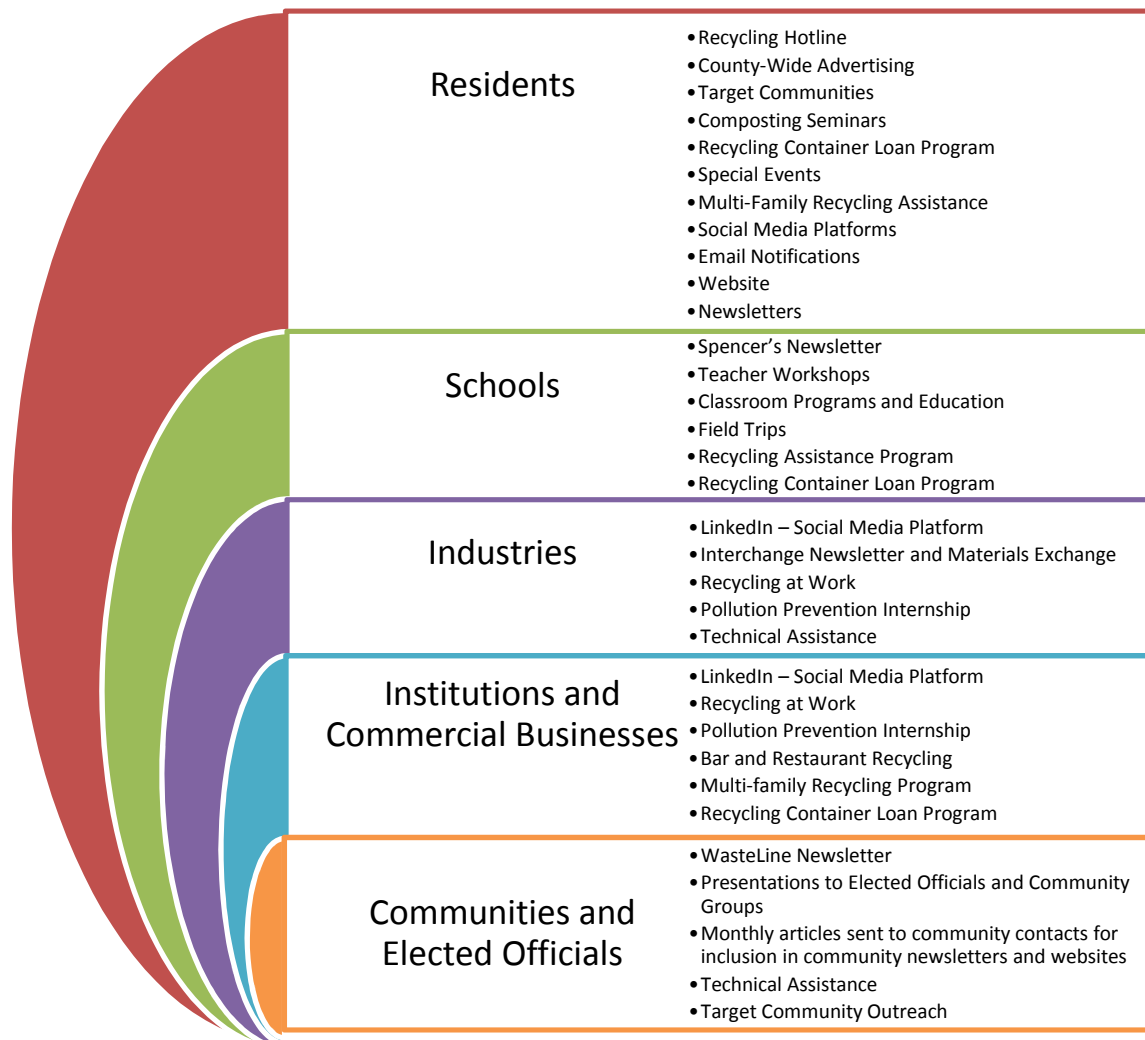 Residents
•Recycling Hotline
•County-Wide Advertising
•Target Communities
•Composting Seminars
•Recycling Container Loan Program
•Special Events
•Multi-Family Recycling Assistance
•Social Media Platforms
•Email Notifications
•Website
•Newsletters
Schools
•Spencer’s Newsletter
•Teacher Workshops
•Classroom Programs and Education
•Field Trips
•Recycling Assistance Program
•Recycling Container Loan Program
Industries
•LinkedIn – Social Media Platform
•Interchange Newsletter and Materials Exchange
•Recycling at Work
•Pollution Prevention Internship
•Technical Assistance
Institutions and
Commercial Businesses
•LinkedIn – Social Media Platform
•Recycling at Work
•Pollution Prevention Internship
•Bar and Restaurant Recycling
•Multi-family Recycling Program
•Recycling Container Loan Program
Communities and
Elected Officials
•WasteLine Newsletter
•Presentations to Elected Officials and Community
Groups
•Monthly articles sent to community contacts for
inclusion in community newsletters and websites
•Technical Assistance
•Target Community Outreach